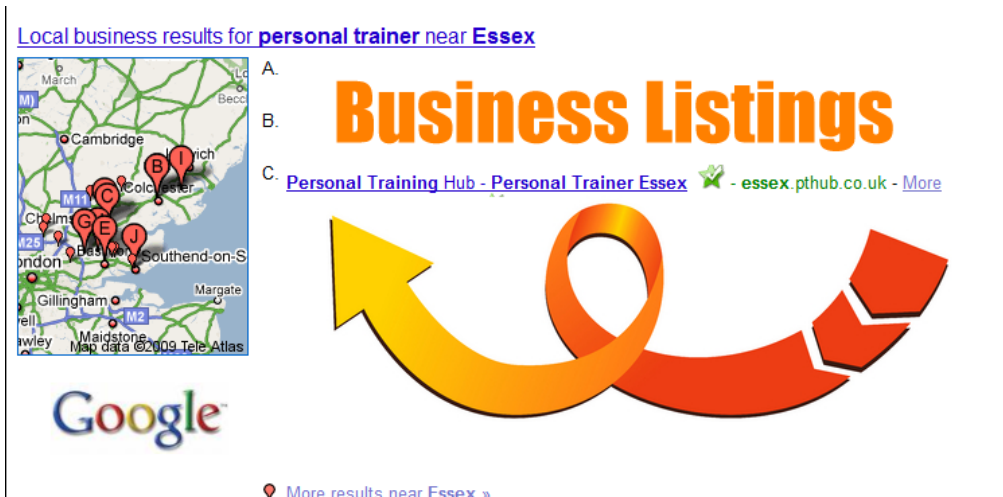 Local business results for personal trainer near Essex
A.
B.
Business Listings
C. Personal Training Hub - Personal Trainer Essex - essex.pthub.co.uk - More
March
M)
Cambridge
B
I
C
Colchester
M11
G
E
J
M25
Southend-on-S
Gillingham
Margate
M2
Maidstone
Map data ©2009 Tele Atlas
Google
More results near Essex »